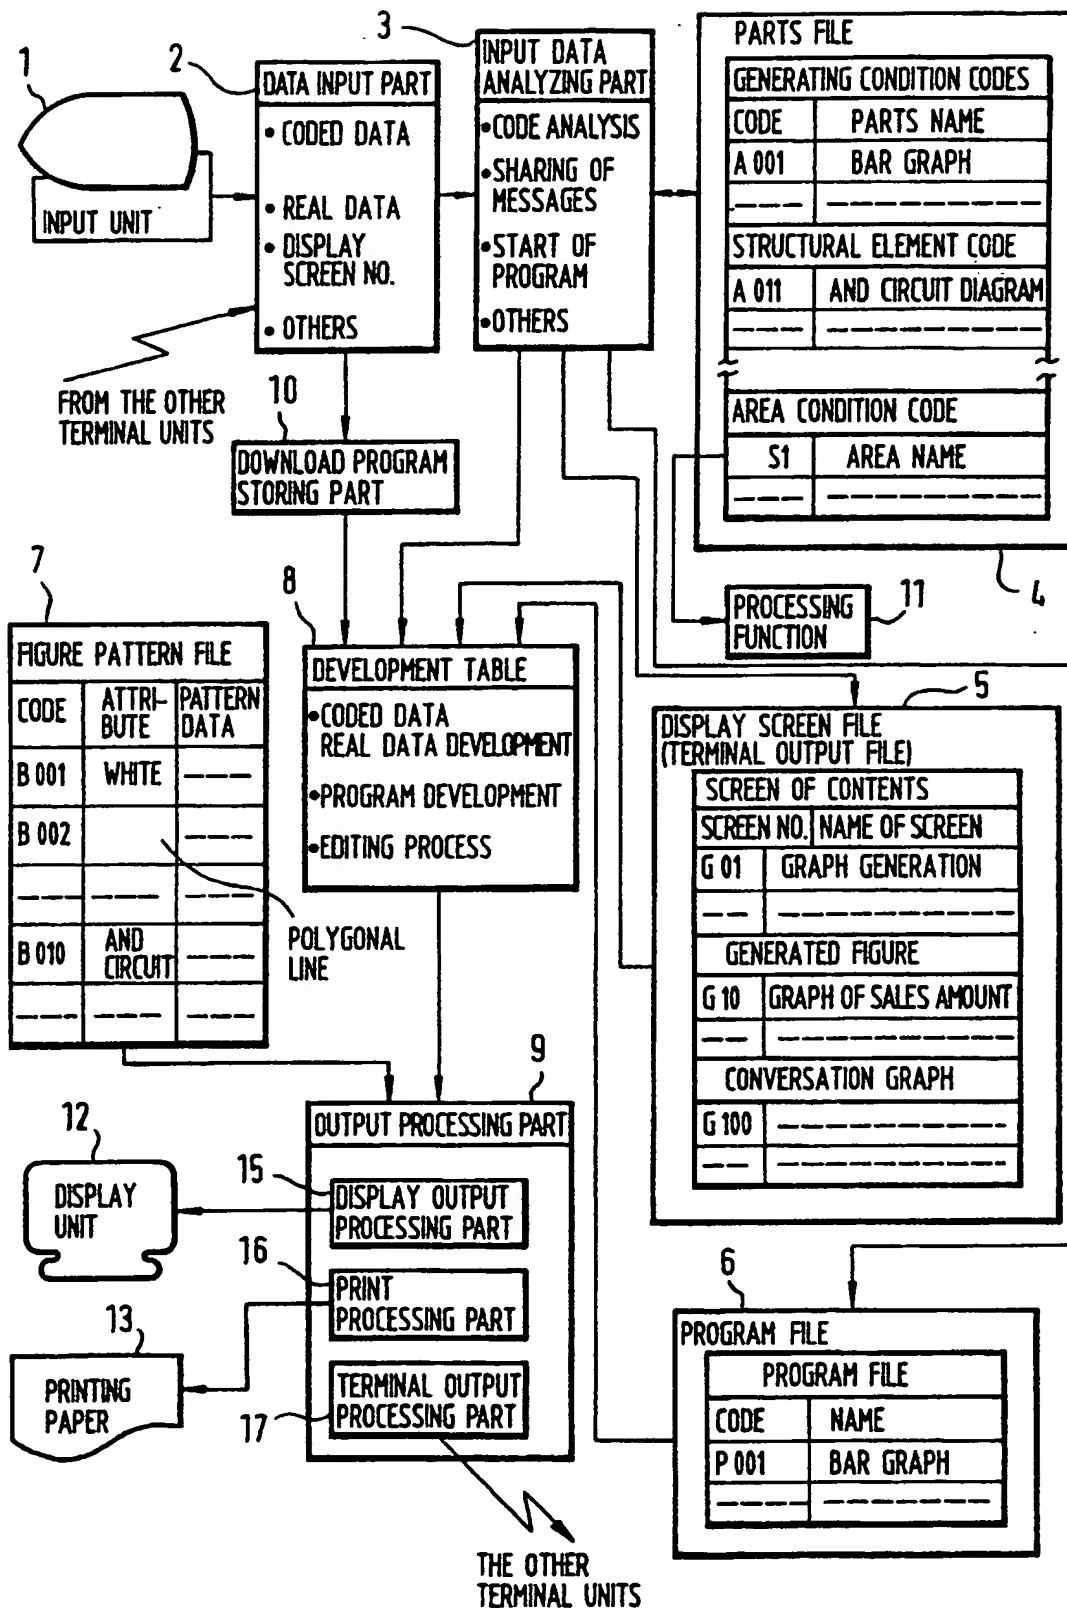 1
INPUT UNIT
2
DATA INPUT PART
• CODED DATA
• REAL DATA
• DISPLAY
SCREEN NO.
• OTHERS
FROM THE OTHER
TERMINAL UNITS
3
INPUT DATA
ANALYZING PART
• CODE ANALYSIS
• SHARING OF
MESSAGES
• START OF
PROGRAM
• OTHERS
PARTS FILE
GENERATING CONDITION CODES
CODE PARTS NAME
A 001 BAR GRAPH
STRUCTURAL ELEMENT CODE
A 011 AND CIRCUIT DIAGRAM
AREA CONDITION CODE
S1 AREA NAME
4
10
DOWNLOAD PROGRAM
STORING PART
PROCESSING
FUNCTION
11
7
FIGURE PATTERN FILE
CODE ATTRI-
BUTE PATTERN
DATA
B 001 WHITE
B 002
B 010 AND
CIRCUIT
POLYGONAL
LINE
8
DEVELOPMENT TABLE
• CODED DATA
REAL DATA DEVELOPMENT
• PROGRAM DEVELOPMENT
• EDITING PROCESS
5
DISPLAY SCREEN FILE
(TERMINAL OUTPUT FILE)
SCREEN OF CONTENTS
SCREEN NO. NAME OF SCREEN
G 01 GRAPH GENERATION
GENERATED FIGURE
G 10 GRAPH OF SALES AMOUNT
CONVERSATION GRAPH
G 100
9
OUTPUT PROCESSING PART
15
DISPLAY OUTPUT
PROCESSING PART
16
PRINT
PROCESSING PART
17
TERMINAL OUTPUT
PROCESSING PART
12
DISPLAY
UNIT
13
PRINTING
PAPER
THE OTHER
TERMINAL UNITS
6
PROGRAM FILE
PROGRAM FILE
CODE NAME
P 001 BAR GRAPH